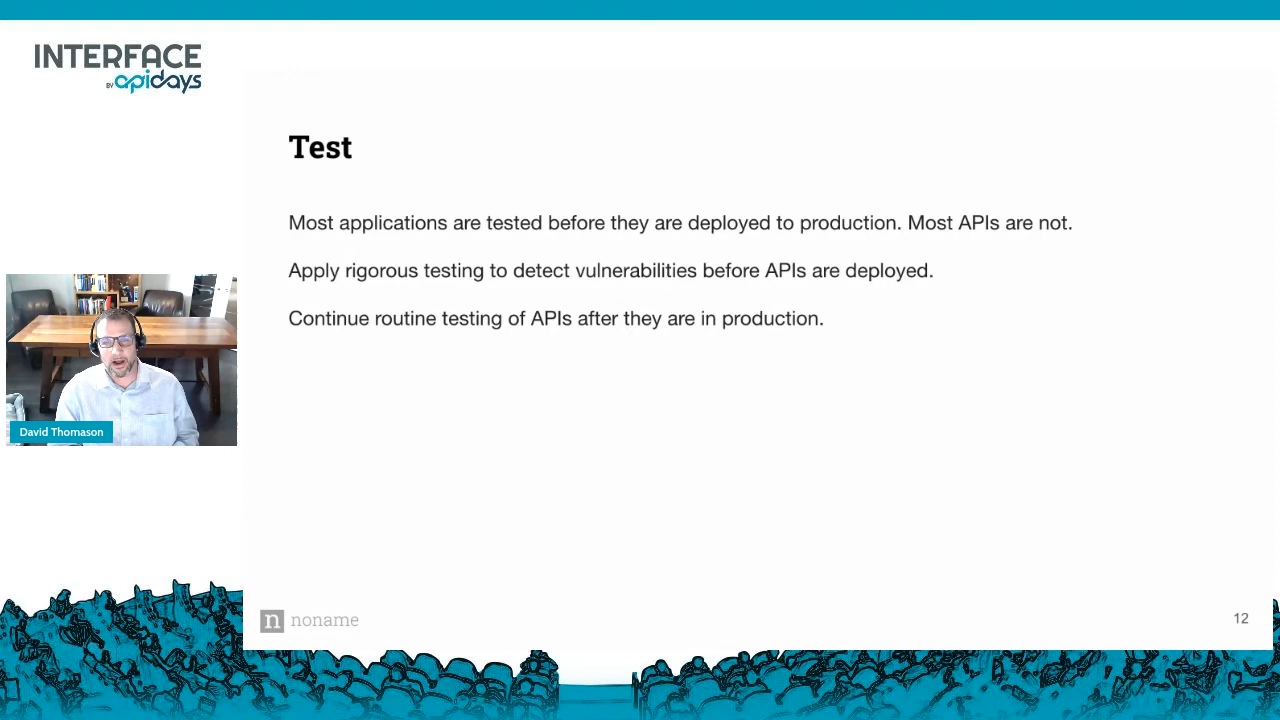 INTERFACE
BY apidays
Test
Most applications are tested before they are deployed to production. Most APIs are not.
Apply rigorous testing to detect vulnerabilities before APIs are deployed.
Continue routine testing of APIs after they are in production.
David Thomason
n noname
12